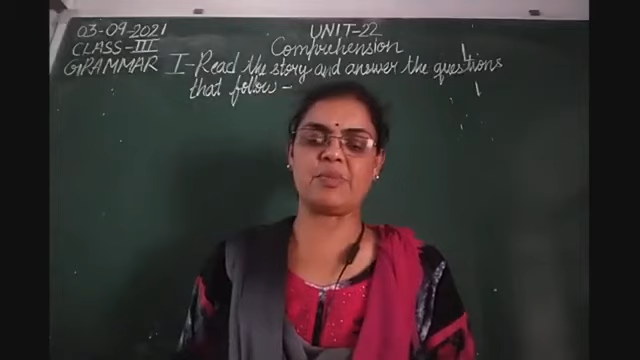 03-09-2021
CLASS-III
GRAMMAR
UNIT-22
Comprehension
I-Read the story and answer the questions
that follow -